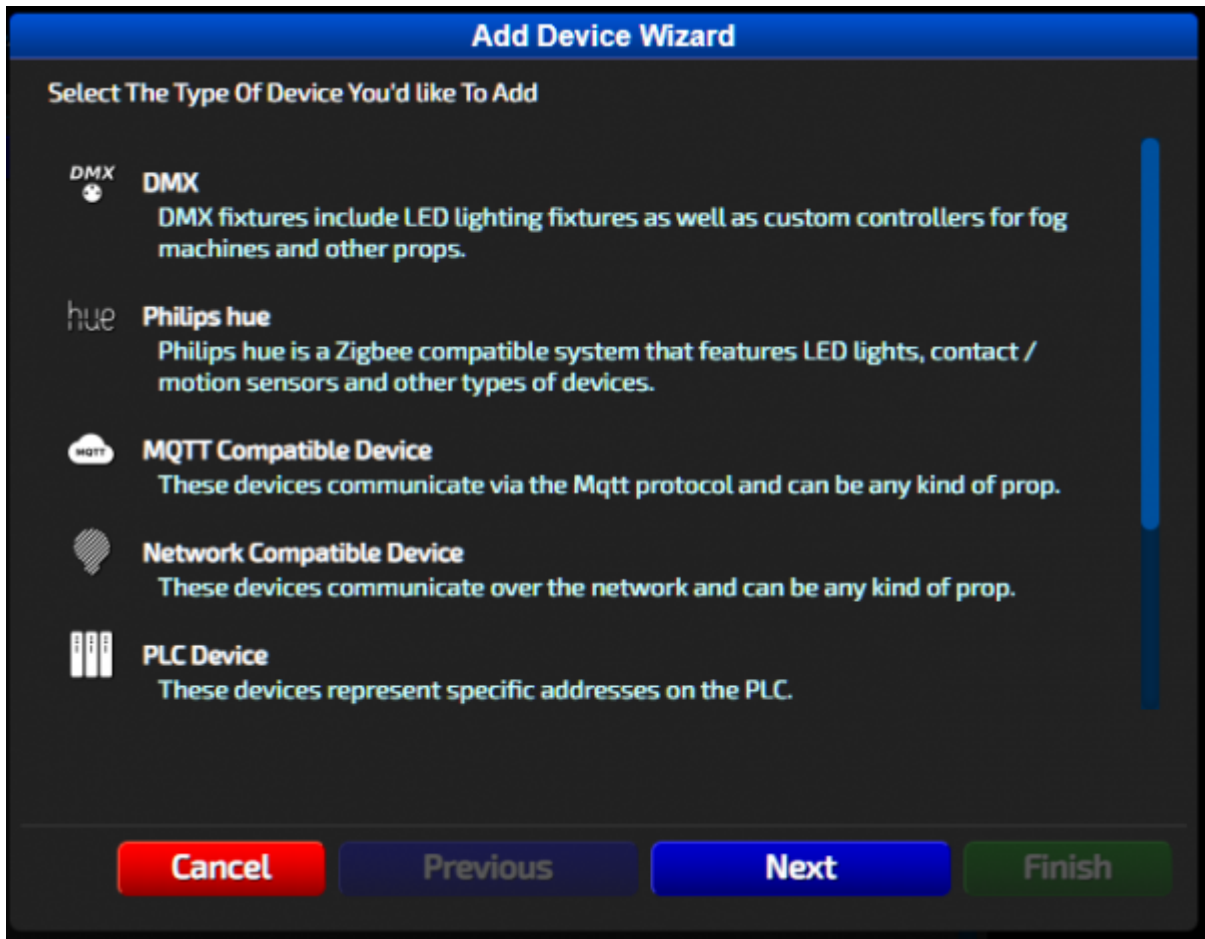 Add Device Wizard
Select The Type Of Device You'd like To Add
DMX
DMX
DMX fixtures include LED lighting fixtures as well as custom controllers for fog
machines and other props.
hue
Philips hue
Philips hue is a Zigbee compatible system that features LED lights, contact /
motion sensors and other types of devices.
MQTT
MQTT Compatible Device
These devices communicate via the Mqtt protocol and can be any kind of prop.
Network Compatible Device
These devices communicate over the network and can be any kind of prop.
PLC Device
These devices represent specific addresses on the PLC.
Cancel
Previous
Next
Finish